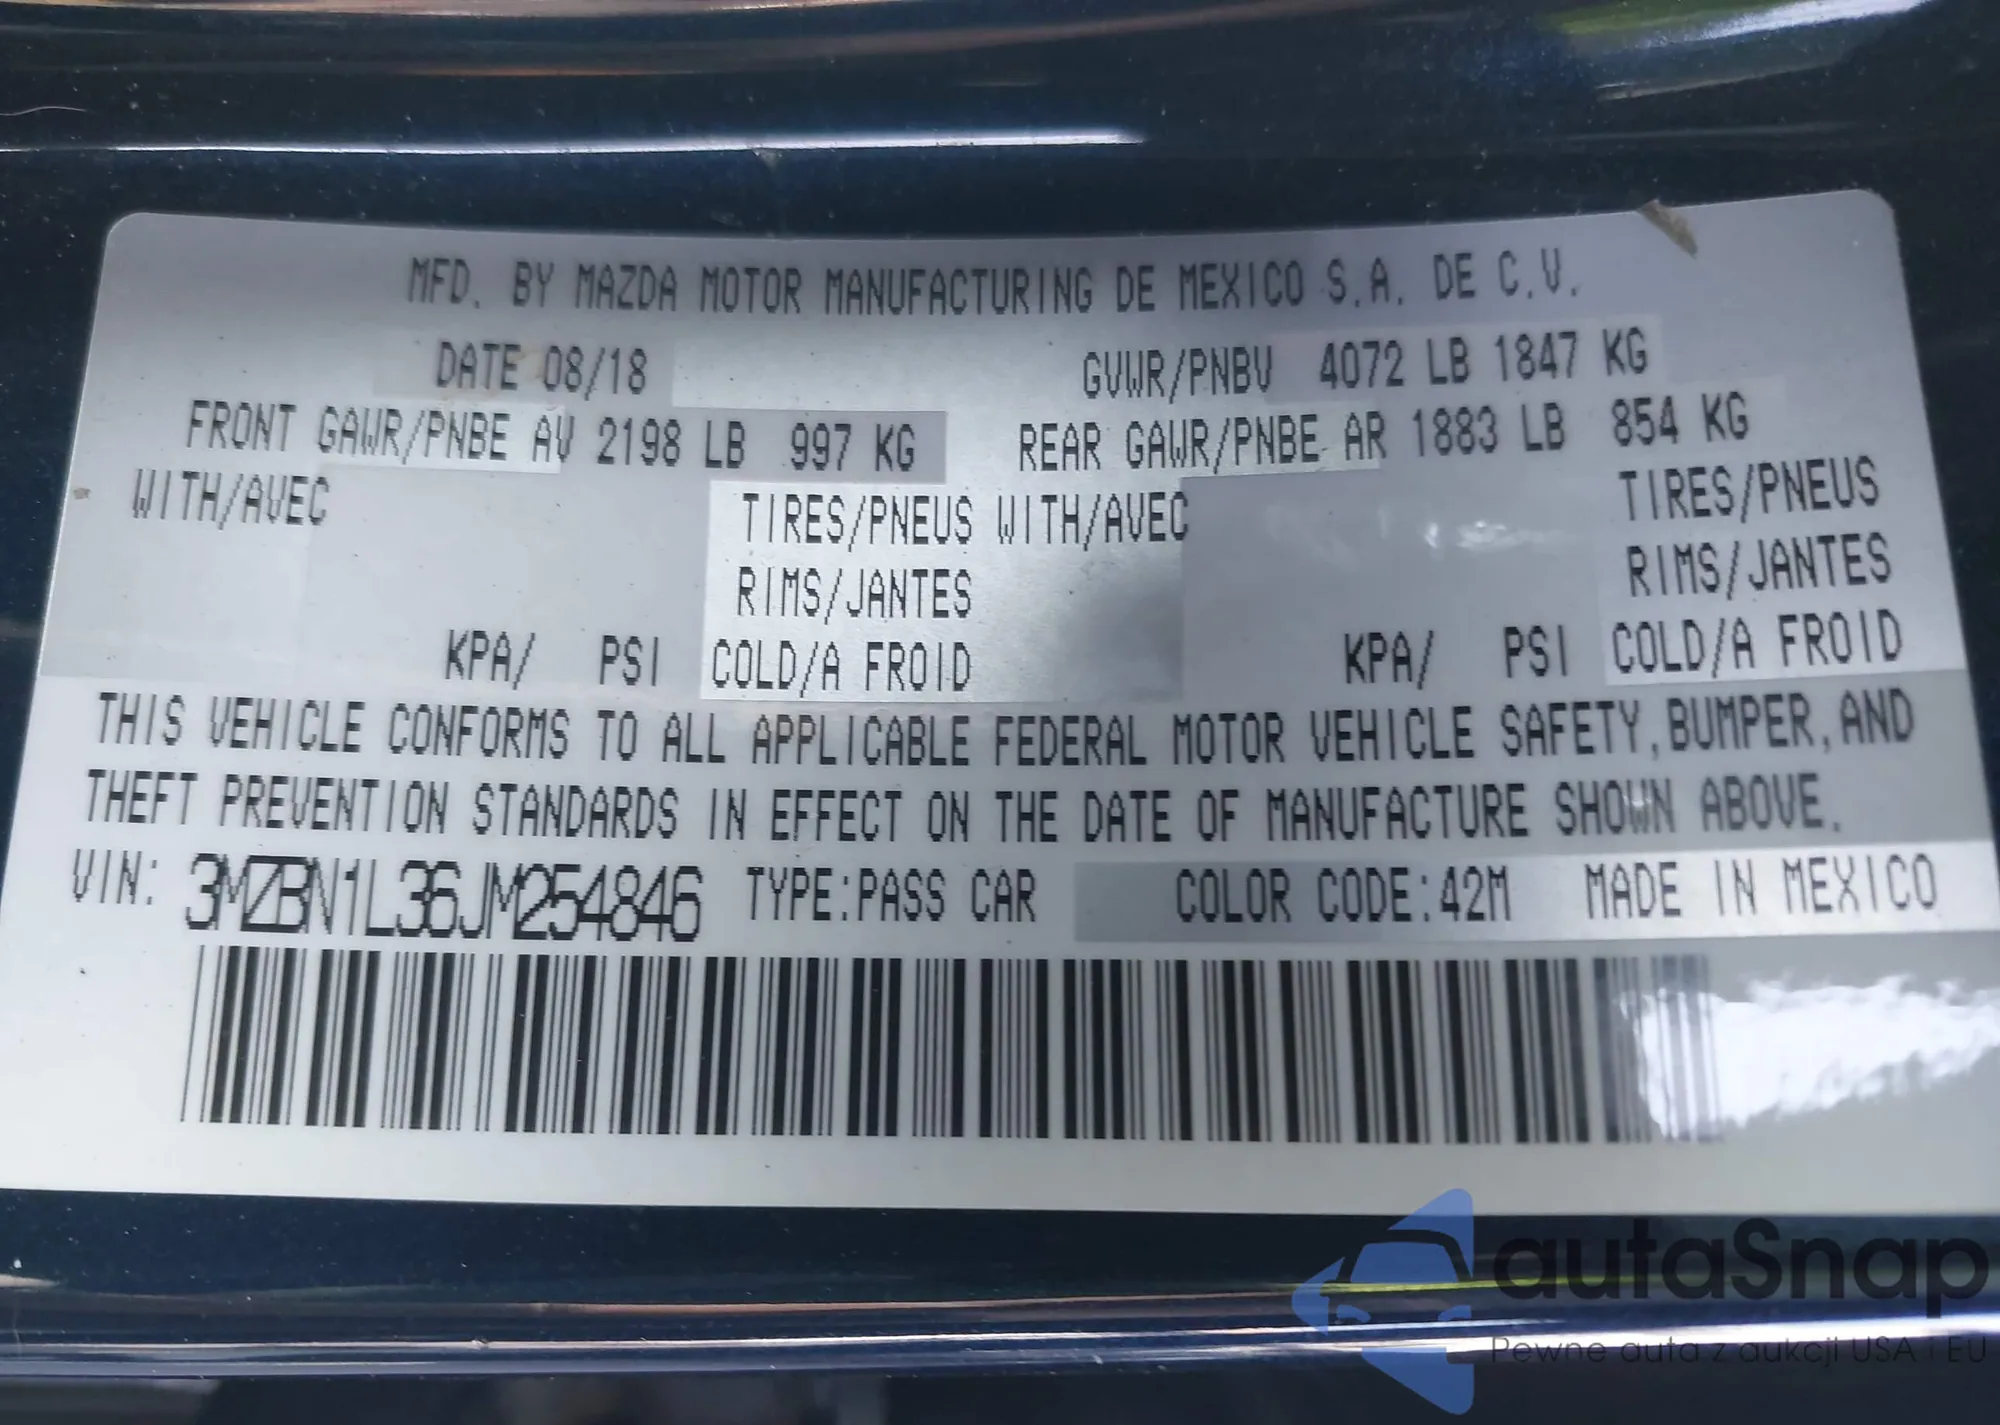 MFD. BY MAZDA MOTOR MANUFACTURING DE MEXICO S.A. DE C.V.
DATE 08/18 GVWR/PNBV 4072 LB 1847 KG
FRONT GAWR/PNBE AV 2198 LB 997 KG REAR GAWR/PNBE AR 1883 LB 854 KG
WITH/AVEC TIRES/PNEUS WITH/AVEC TIRES/PNEUS
RIMS/JANTES RIMS/JANTES
KPA/ PSI COLD/A FROID KPA/ PSI COLD/A FROID
THIS VEHICLE CONFORMS TO ALL APPLICABLE FEDERAL MOTOR VEHICLE SAFETY, BUMPER, AND
THEFT PREVENTION STANDARDS IN EFFECT ON THE DATE OF MANUFACTURE SHOWN ABOVE.
VIN: 3MZBN1L36JM254846 TYPE:PASS CAR COLOR CODE:42M MADE IN MEXICO
autaSnap
Pewne auta z aukcji USA i EU